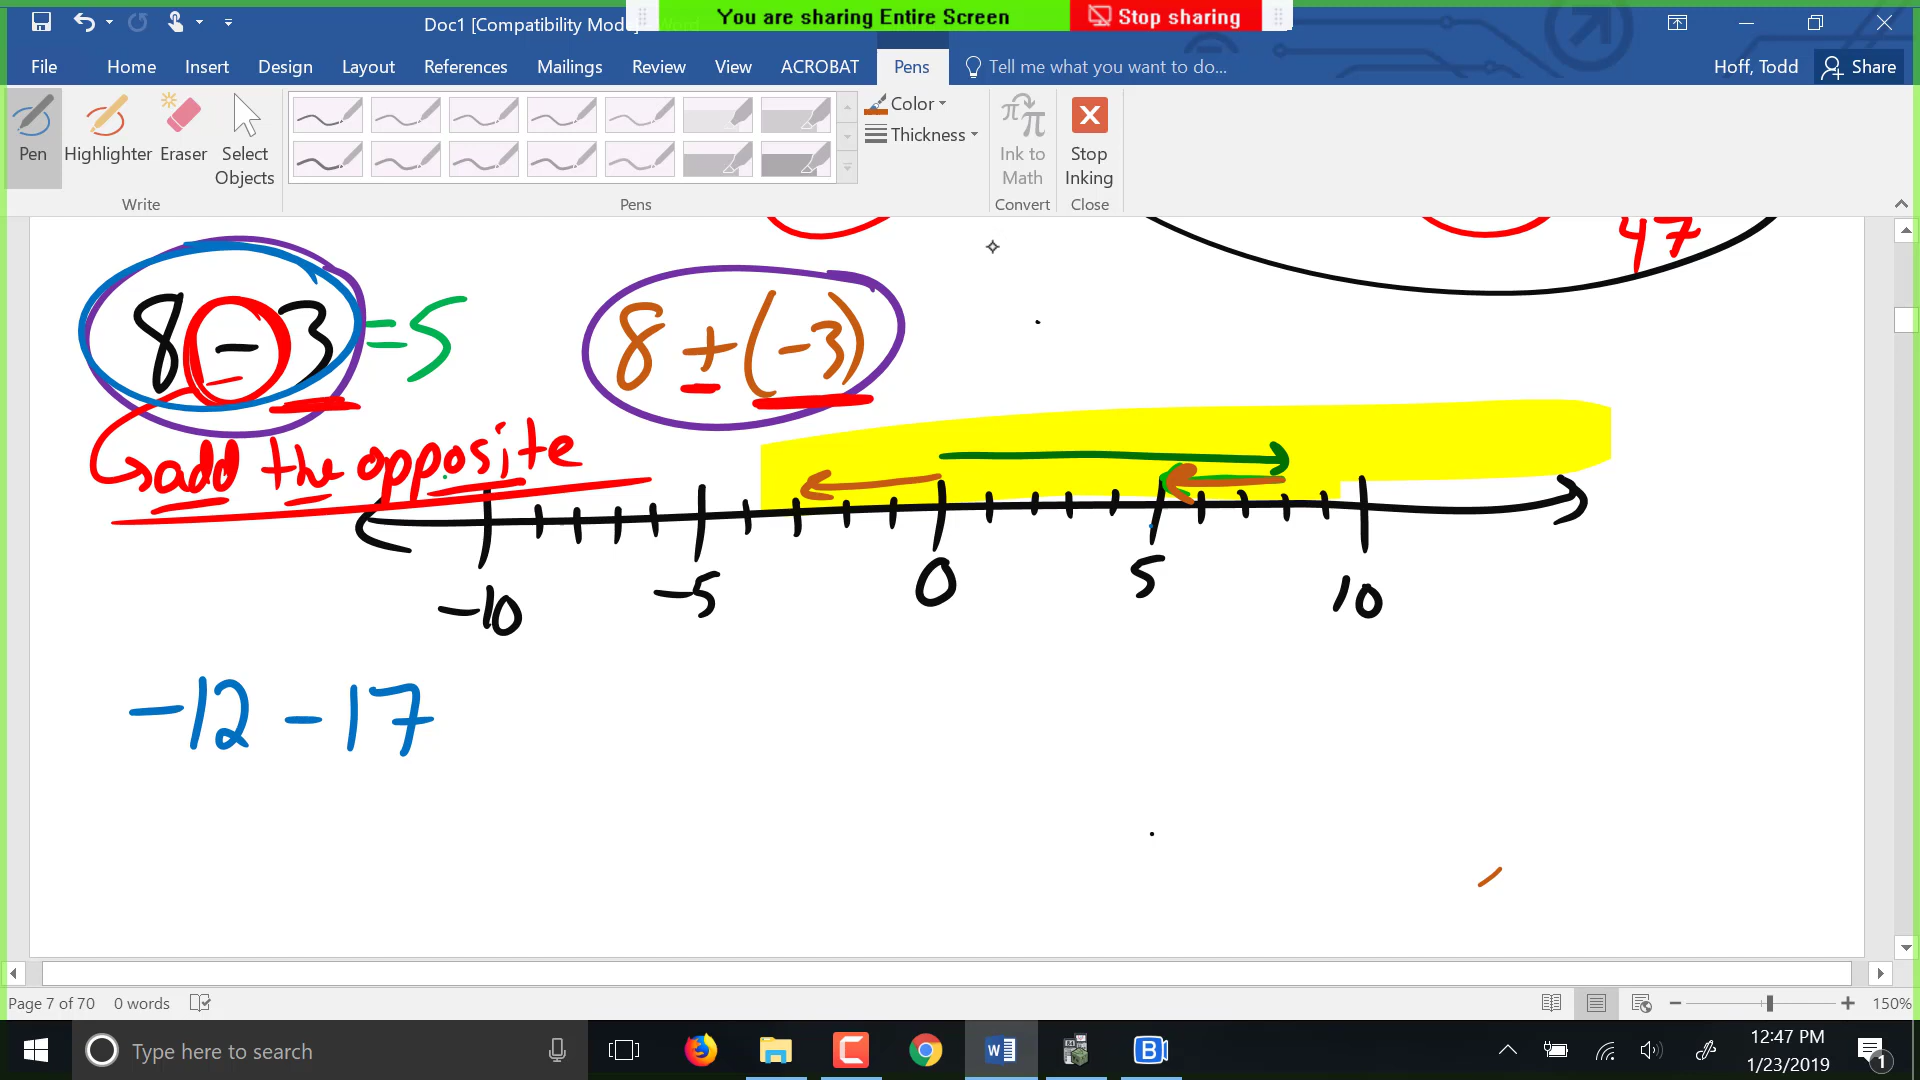 You are sharing Entire Screen Stop sharing
Doc1 [Compatibility Mod
File Home Insert Design Layout References Mailings Review View ACROBAT Pens Tell me what you want to do... Hoff, Todd Share
Pen Highlighter Eraser Select Objects
Color
Thickness
Ink to Math
Stop Inking
Write Pens Convert Close
47
8 - 3 = 5 8 + (-3)
add the opposite
-10 -5 0 5 10
-12 - 17
Page 7 of 70 0 words 150%
Type here to search
12:47 PM
1/23/2019
1